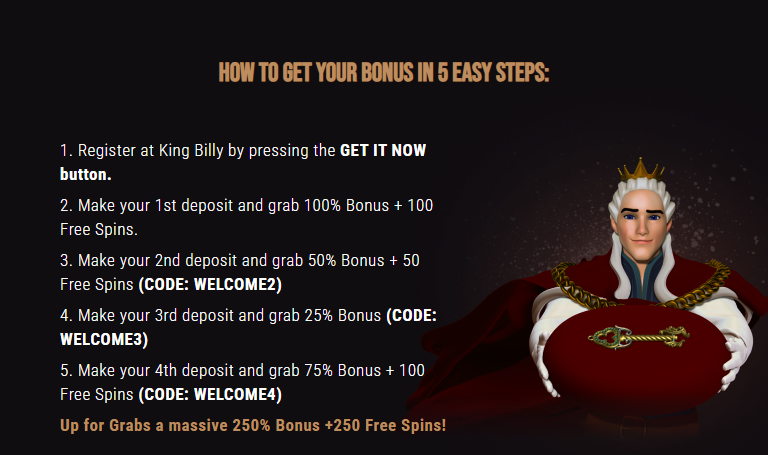 HOW TO GET YOUR BONUS IN 5 EASY STEPS:
1. Register at King Billy by pressing the GET IT NOW
button.
2. Make your 1st deposit and grab 100% Bonus + 100
Free Spins.
3. Make your 2nd deposit and grab 50% Bonus + 50
Free Spins (CODE: WELCOME2)
4. Make your 3rd deposit and grab 25% Bonus (CODE:
WELCOME3)
5. Make your 4th deposit and grab 75% Bonus + 100
Free Spins (CODE: WELCOME4)
Up for Grabs a massive 250% Bonus +250 Free Spins!